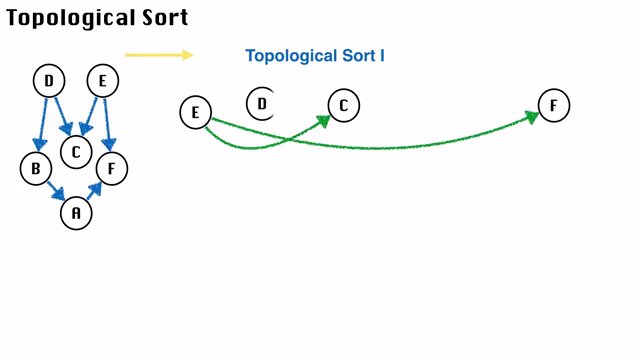 Topological Sort
Topological Sort I
D E
E D C F
C
B F
A